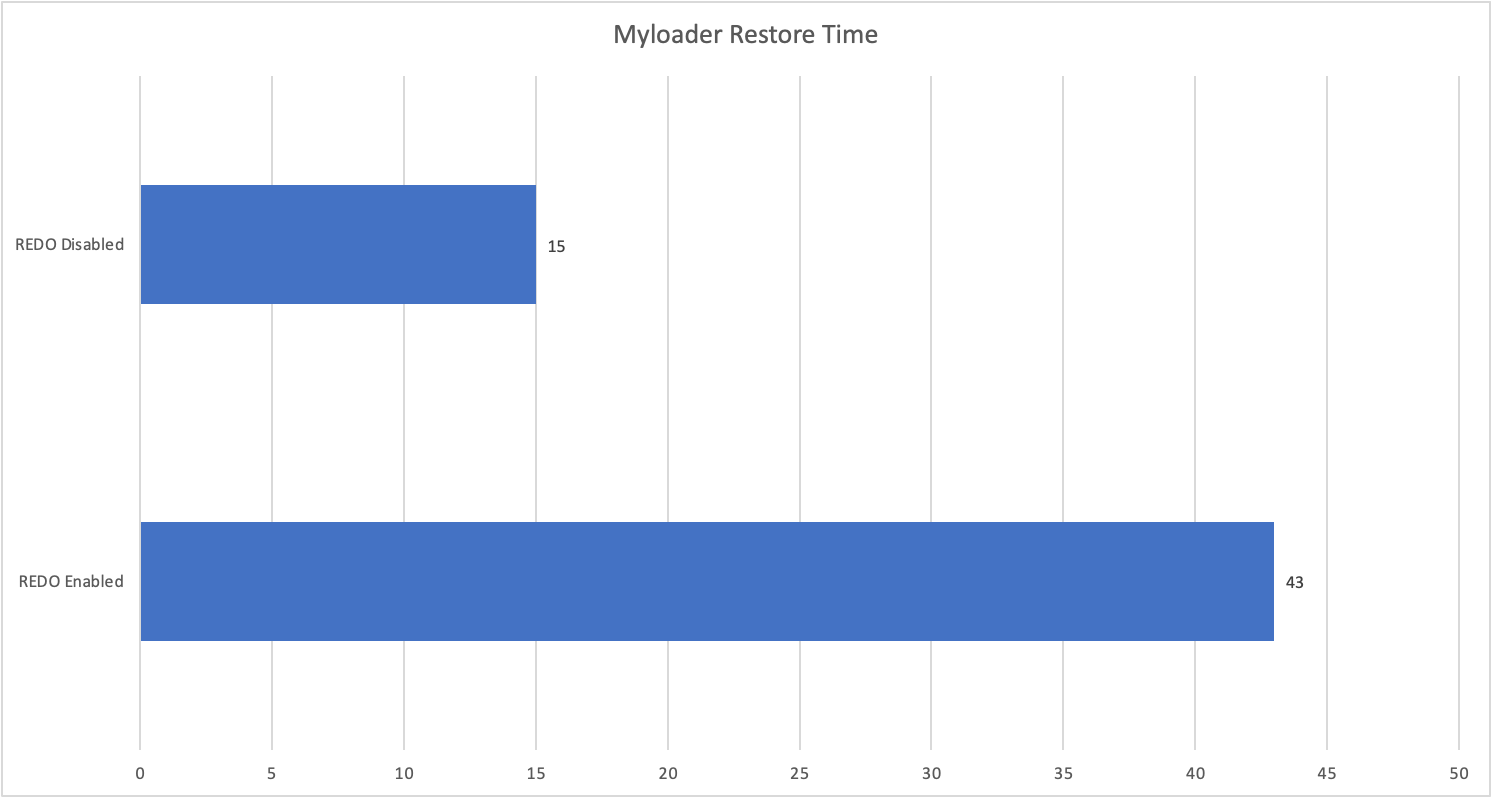 Myloader Restore Time
REDO Disabled
15
REDO Enabled
43
0 5 10 15 20 25 30 35 40 45 50